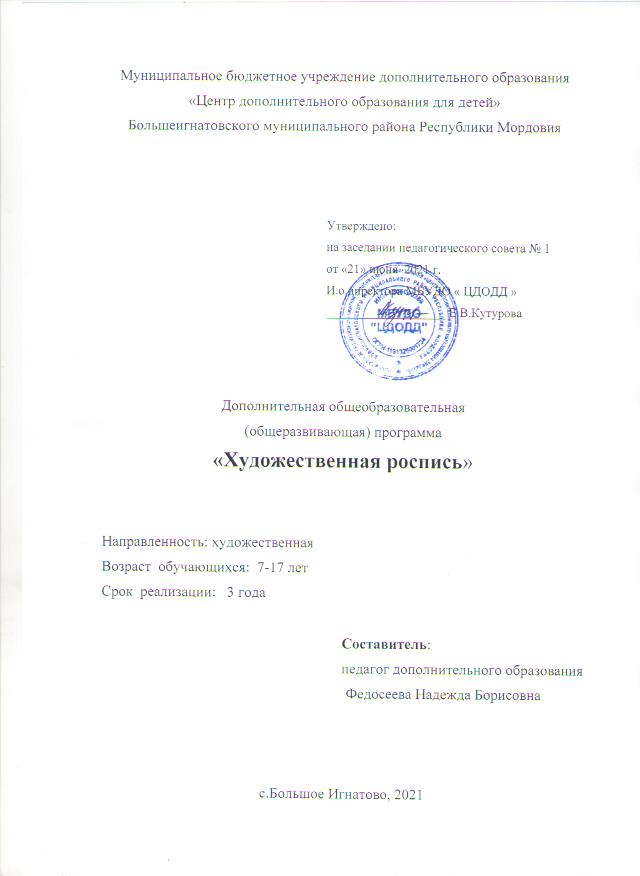 Муниципальное бюджетное учреждение дополнительного образования
«Центр дополнительного образования для детей»
Большеигнатовского муниципального района Республики Мордовия
Утверждено:
на заседании педагогического совета № 1
от «21» июня 2021 г.
И.о.директора МБУДО « ЦДОДД »
Е.В.Кутурова
МБУДО
"ЦДОДД"
Дополнительная общеобразовательная
(общеразвивающая) программа
«Художественная роспись»
Направленность: художественная
Возраст обучающихся: 7-17 лет
Срок реализации: 3 года
Составитель:
педагог дополнительного образования
Федосеева Надежда Борисовна
с.Большое Игнатово, 2021